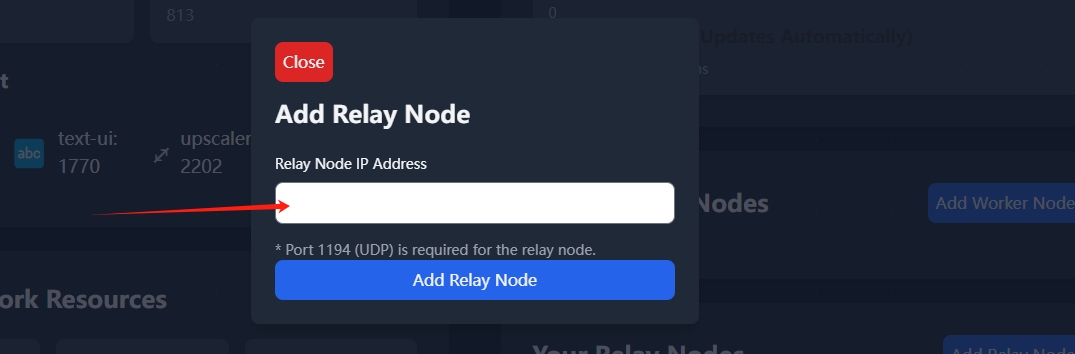 813
0
Updates Automatically)
ns
Close
Add Relay Node
t
abc
text-ui:
1770
upscaler
2202
Relay Node IP Address
Nodes
Add Worker Node
* Port 1194 (UDP) is required for the relay node.
Add Relay Node
ork Resources
Your Relay Nodes
Add Relay Node